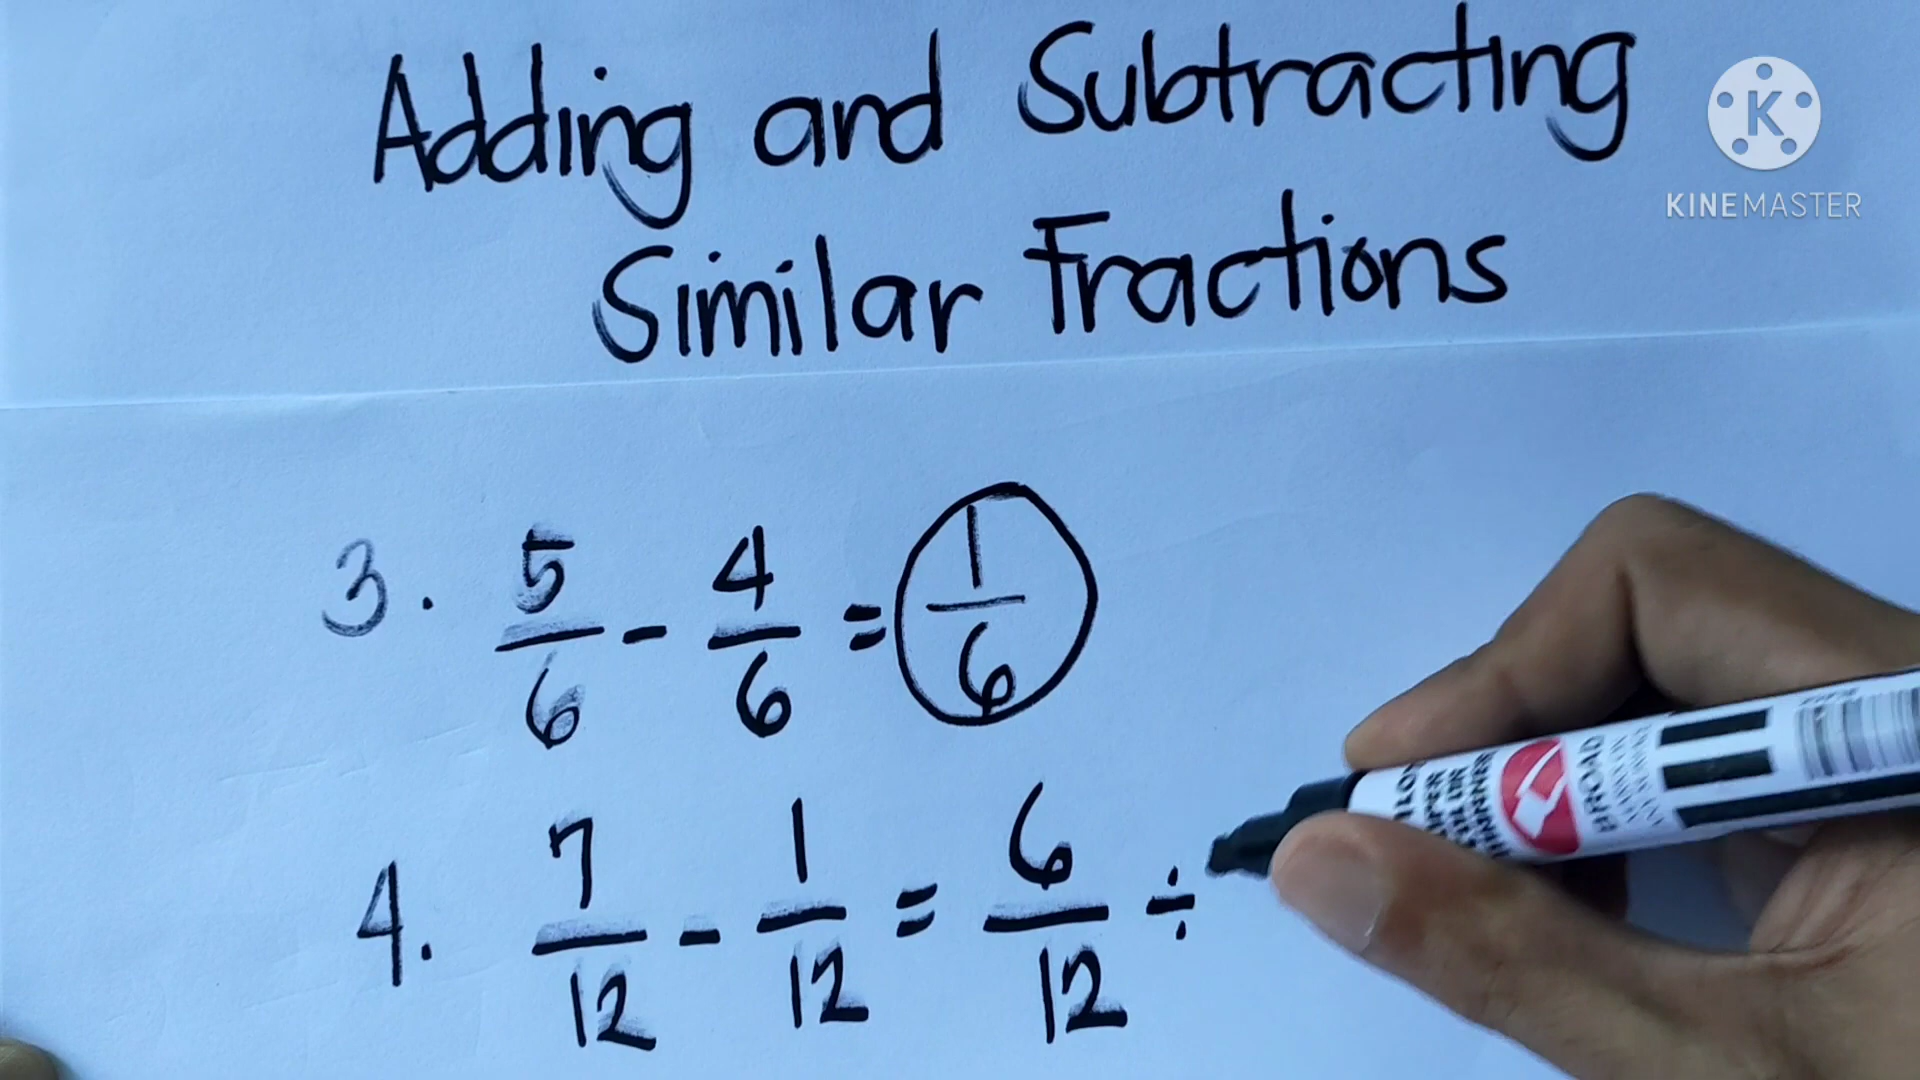 Adding and Subtracting
Similar Fractions
K
KINEMASTER
3. 5/6 - 4/6 = 1/6
4. 7/12 - 1/12 = 6/12 ÷
BROAD